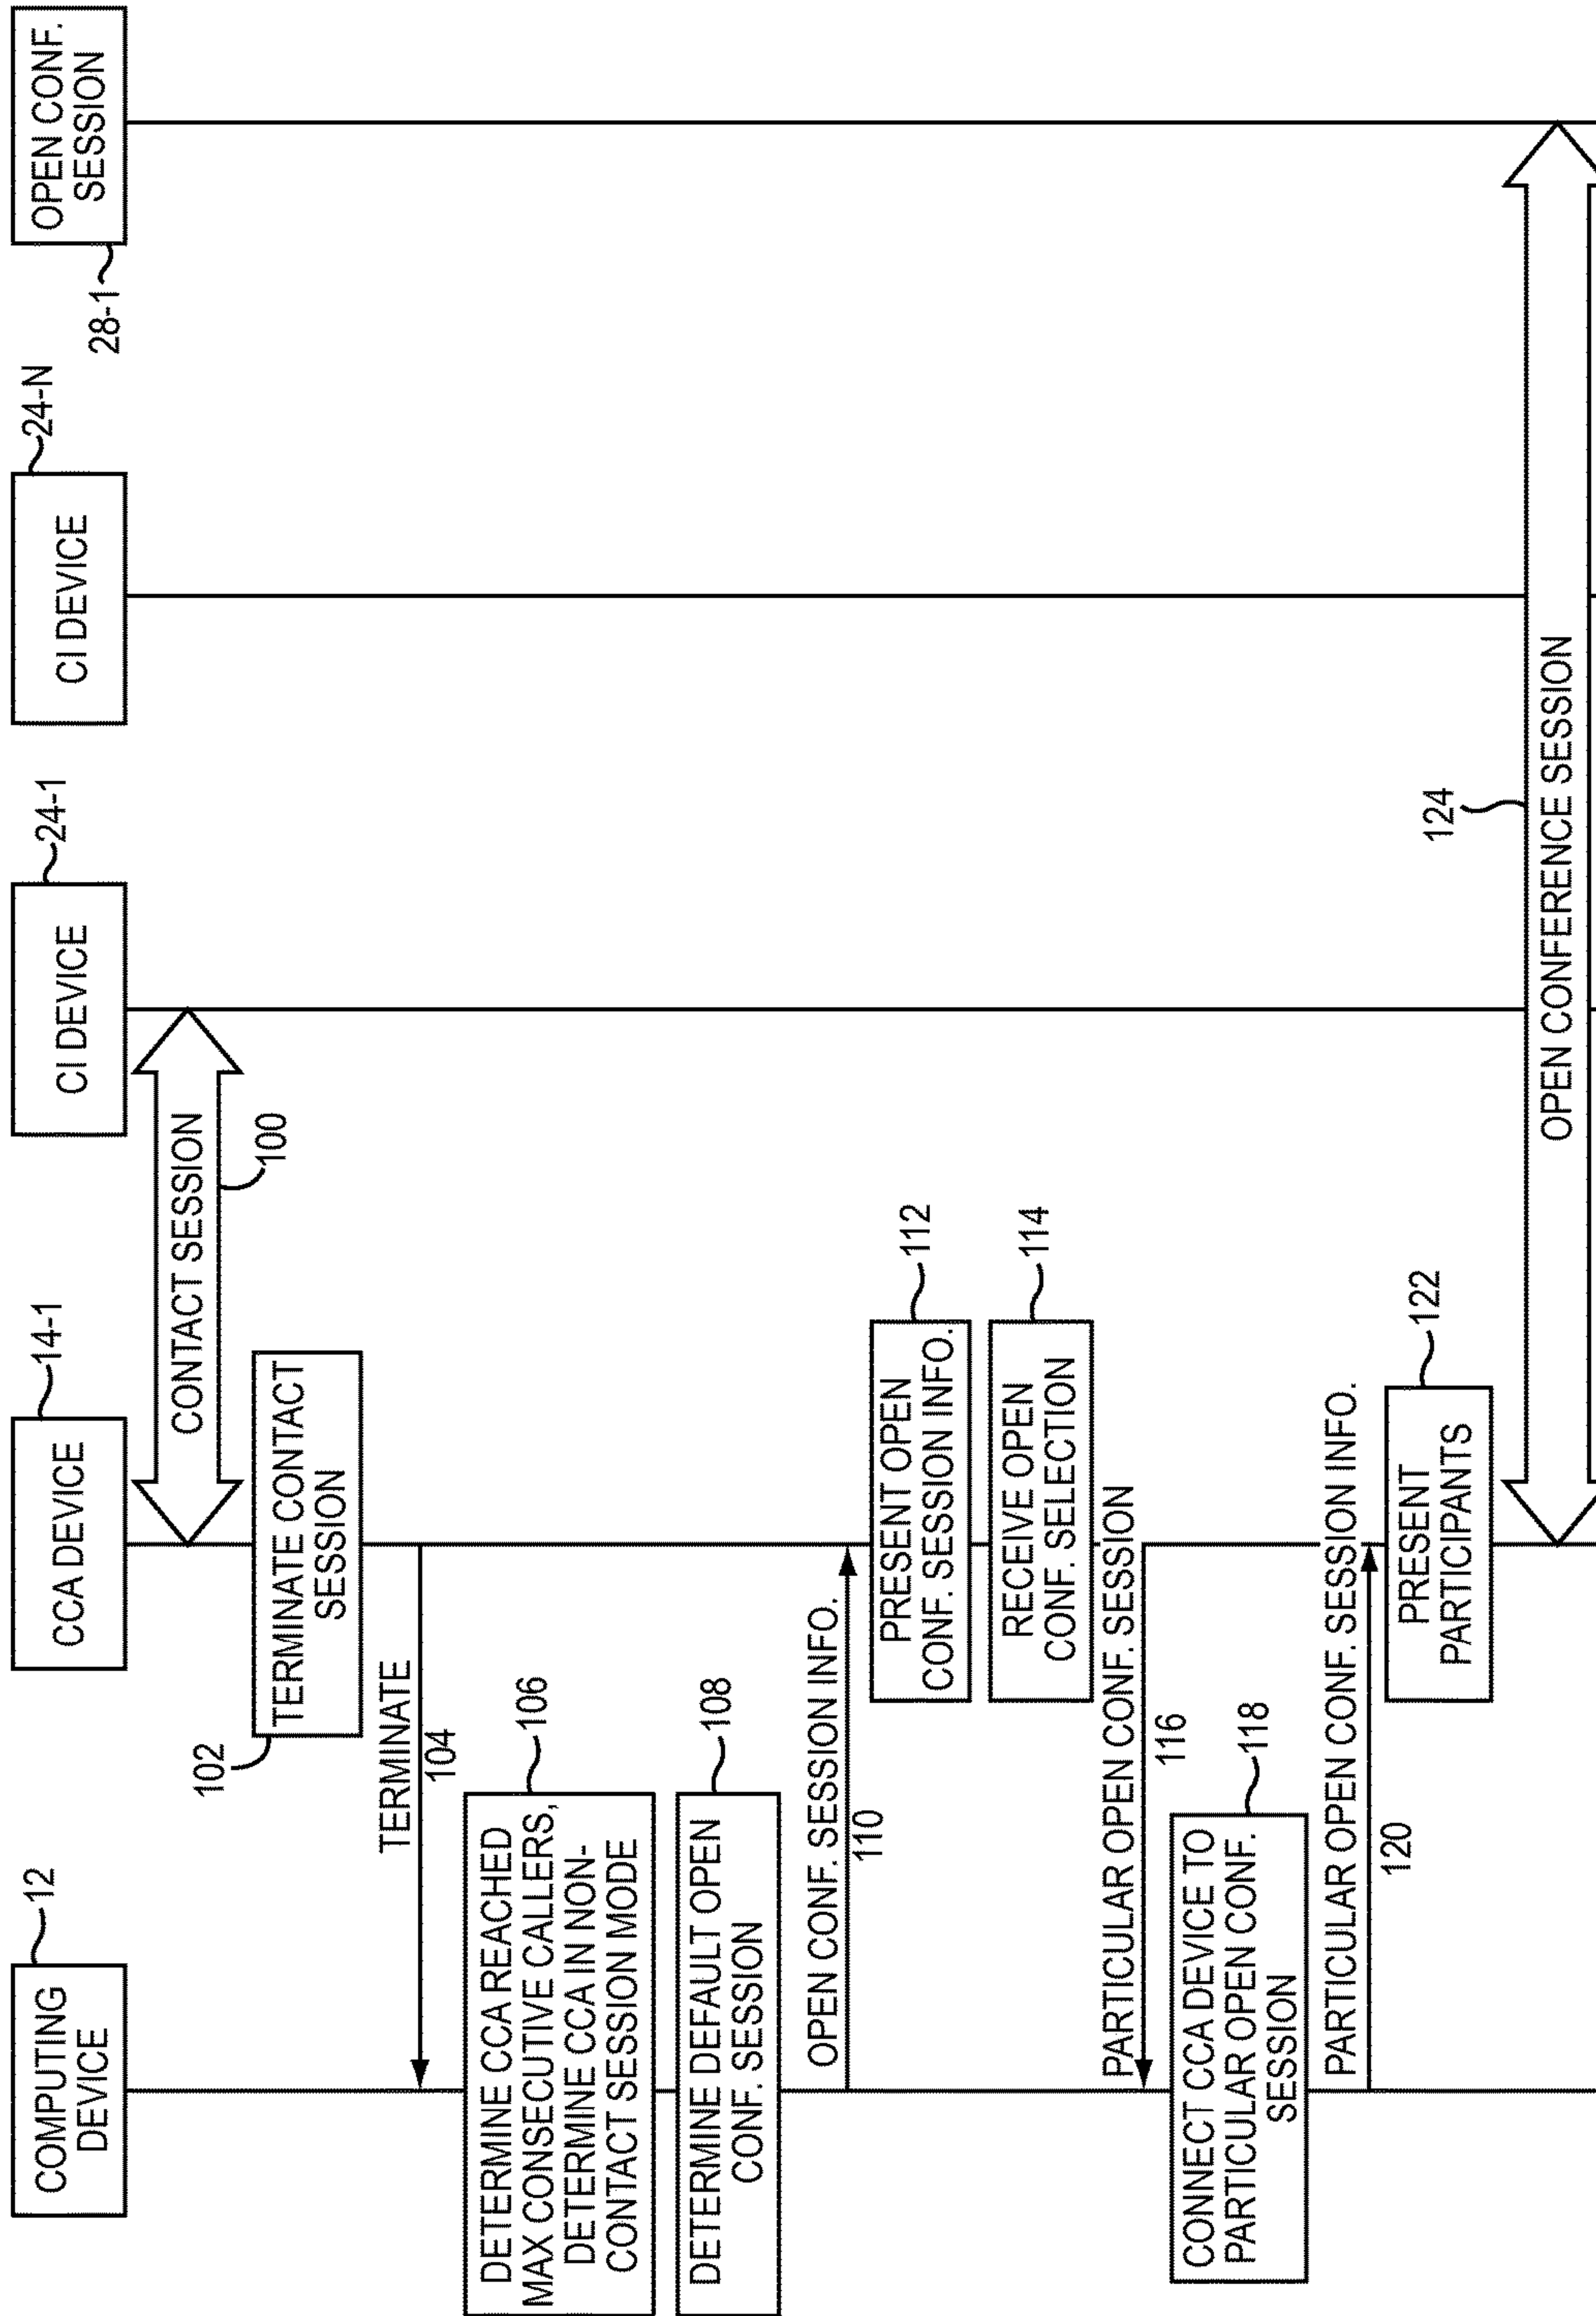 COMPUTING
DEVICE
12
CCA DEVICE
14-1
CI DEVICE
24-1
CI DEVICE
24-N
OPEN CONF.
SESSION
28-1
CONTACT SESSION
100
TERMINATE CONTACT
SESSION
102
TERMINATE
104
DETERMINE CCA REACHED
MAX CONSECUTIVE CALLERS,
DETERMINE CCA IN NON-
CONTACT SESSION MODE
106
DETERMINE DEFAULT OPEN
CONF. SESSION
108
OPEN CONF. SESSION INFO.
110
PRESENT OPEN
CONF. SESSION INFO.
112
RECEIVE OPEN
CONF. SELECTION
114
PARTICULAR OPEN CONF. SESSION
116
CONNECT CCA DEVICE TO
PARTICULAR OPEN CONF.
SESSION
118
PARTICULAR OPEN CONF. SESSION INFO.
120
PRESENT
PARTICIPANTS
122
OPEN CONFERENCE SESSION
124